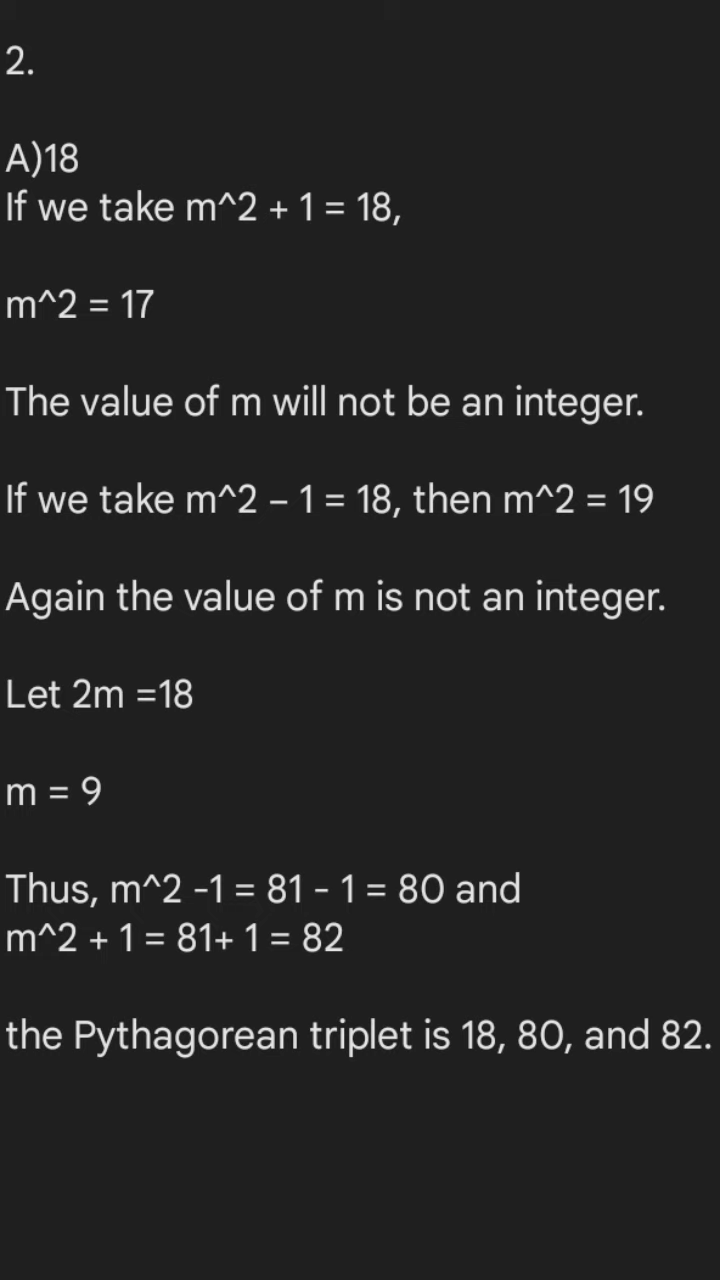 2.
A)18
If we take m^2 + 1 = 18,
m^2 = 17
The value of m will not be an integer.
If we take m^2 – 1 = 18, then m^2 = 19
Again the value of m is not an integer.
Let 2m =18
m = 9
Thus, m^2 -1 = 81 - 1 = 80 and
m^2 + 1 = 81+ 1 = 82
the Pythagorean triplet is 18, 80, and 82.